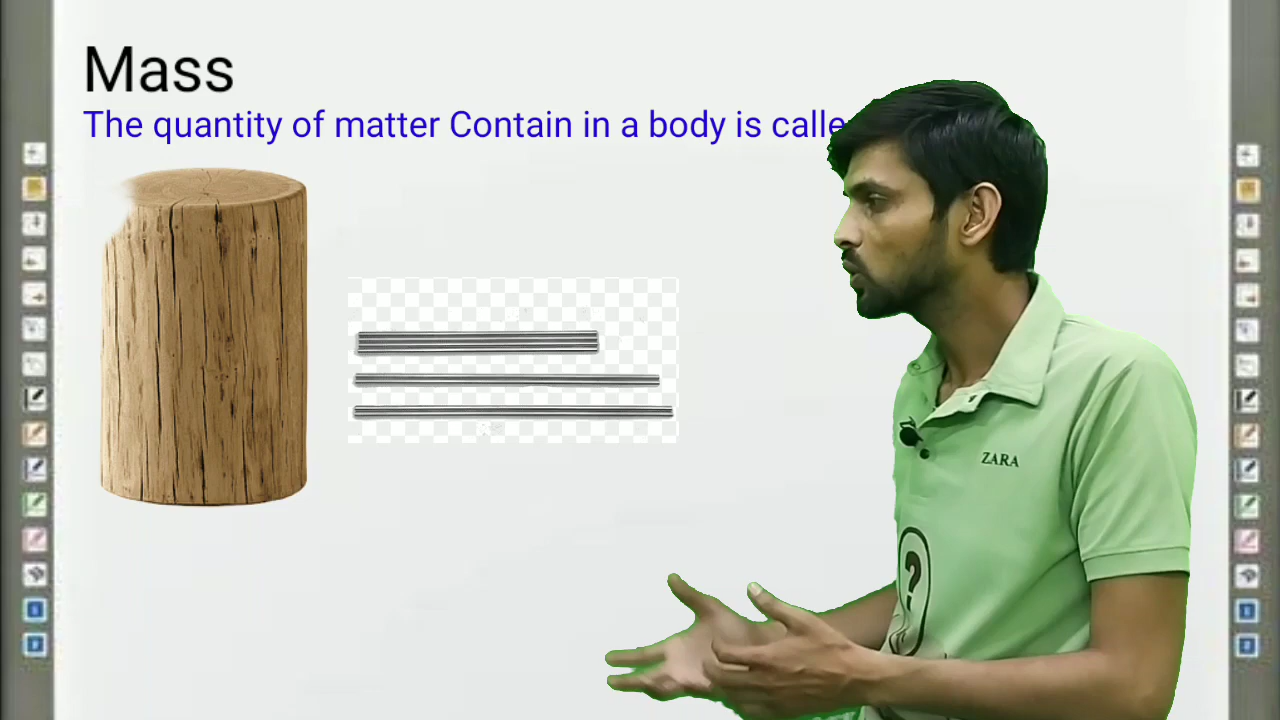 Mass
The quantity of matter Contain in a body is calle
ZARA
?